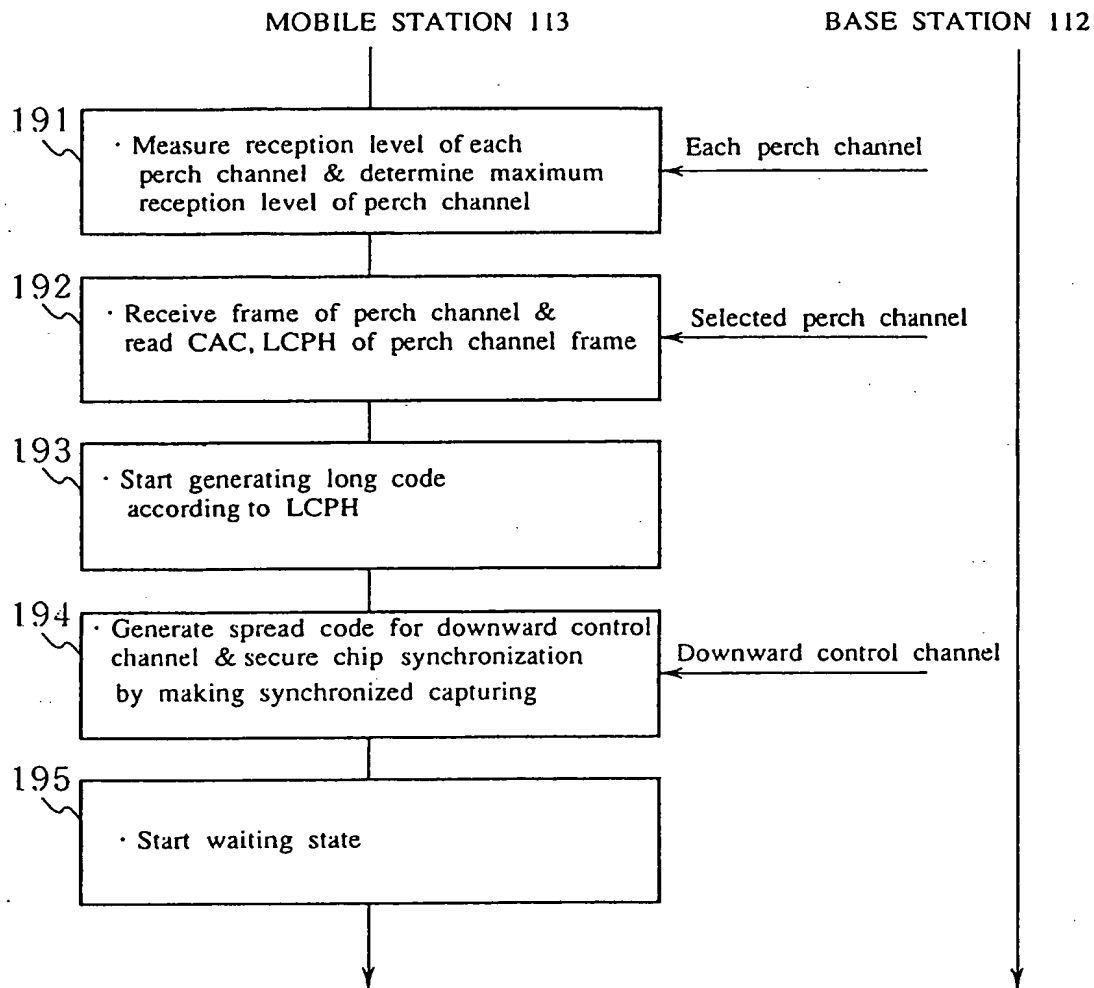 MOBILE STATION 113
BASE STATION 112
191
· Measure reception level of each
perch channel & determine maximum
reception level of perch channel
Each perch channel
192
· Receive frame of perch channel &
read CAC, LCPH of perch channel frame
Selected perch channel
193
· Start generating long code
according to LCPH
194
· Generate spread code for downward control
channel & secure chip synchronization
by making synchronized capturing
Downward control channel
195
· Start waiting state